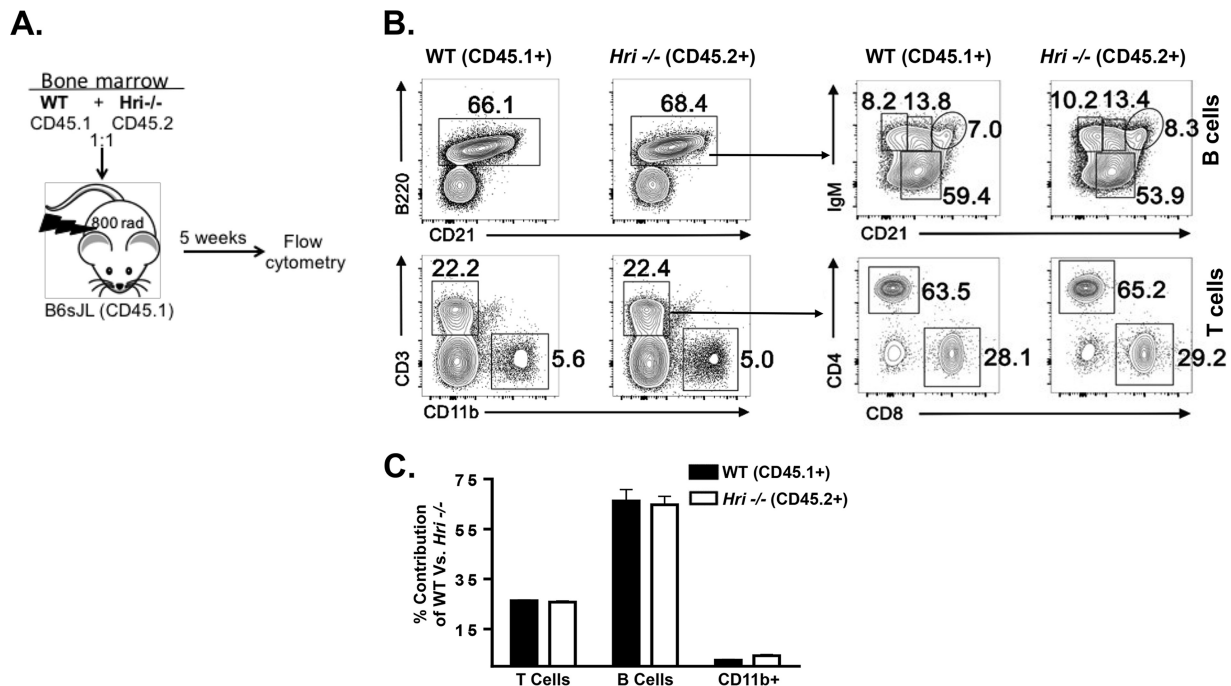 A.
Bone marrow
WT + Hri-/-
CD45.1 CD45.2
1:1
800 rad
5 weeks
Flow
cytometry
B6sJL (CD45.1)
B.
WT (CD45.1+) Hri -/- (CD45.2+) WT (CD45.1+) Hri -/- (CD45.2+)
66.1 68.4
B220
CD21
8.2 13.8 7.0 59.4
10.2 13.4 8.3 53.9
IgM
CD21
B cells
22.2 5.6
22.4 5.0
CD3
CD11b
63.5 28.1
65.2 29.2
CD4
CD8
T cells
C.
WT (CD45.1+)
Hri -/- (CD45.2+)
% Contribution
of WT Vs. Hri -/-
75
55
35
15
T Cells B Cells CD11b+